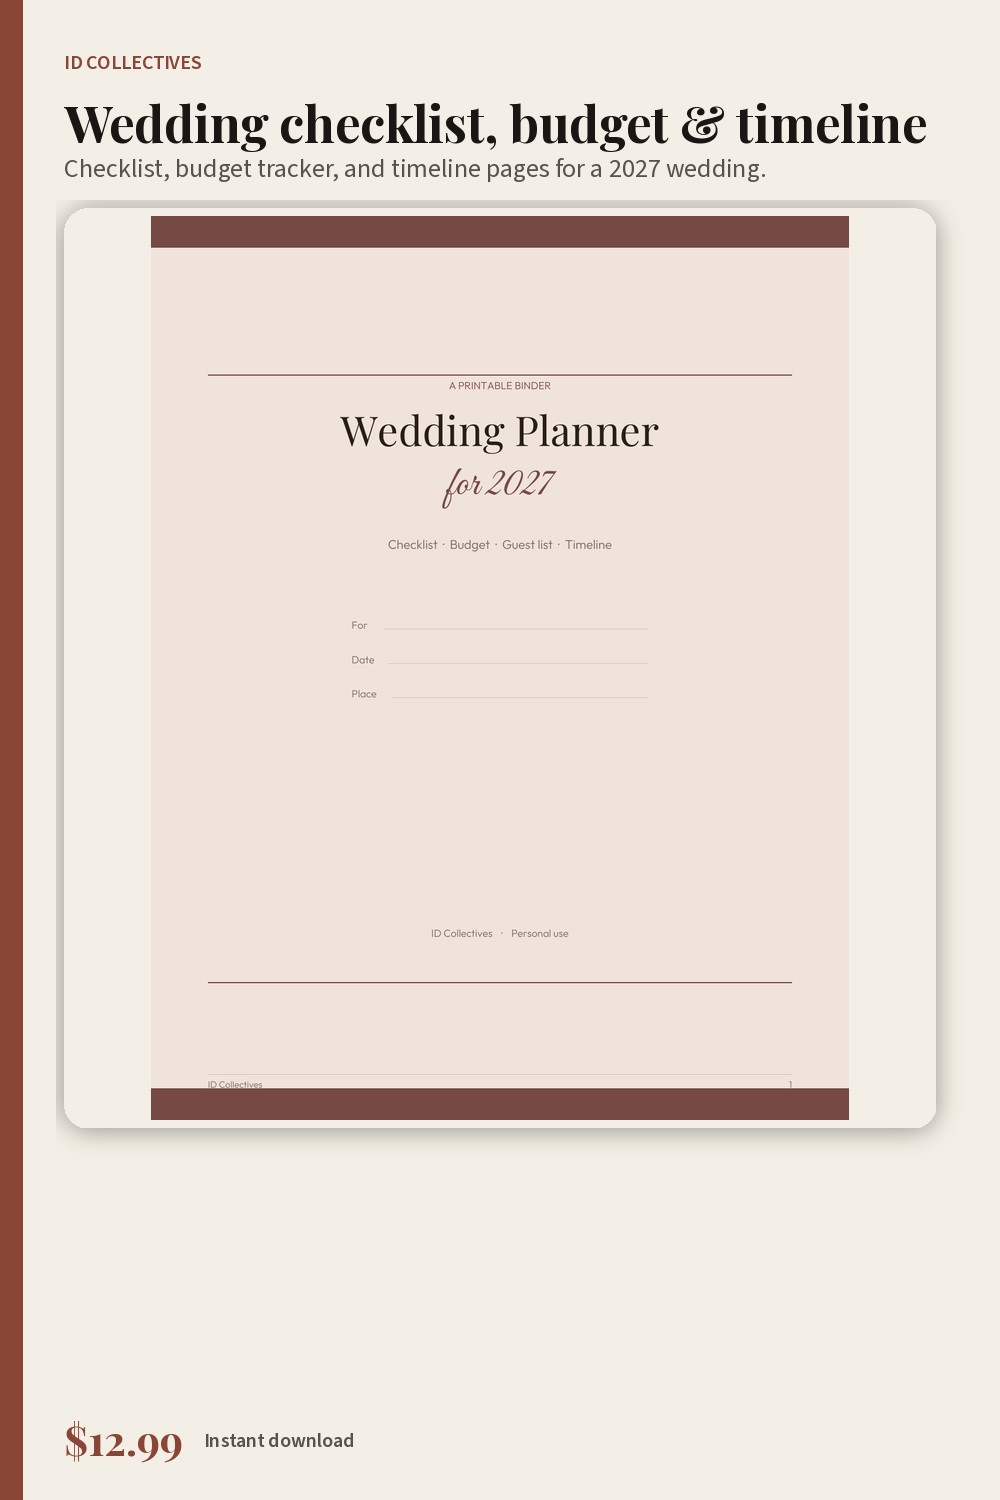 ID COLLECTIVES
Wedding checklist, budget & timeline
Checklist, budget tracker, and timeline pages for a 2027 wedding.
A PRINTABLE BINDER
Wedding Planner
for 2027
Checklist · Budget · Guest list · Timeline
For
Date
Place
ID Collectives · Personal use
ID Collectives 1
$12.99 Instant download